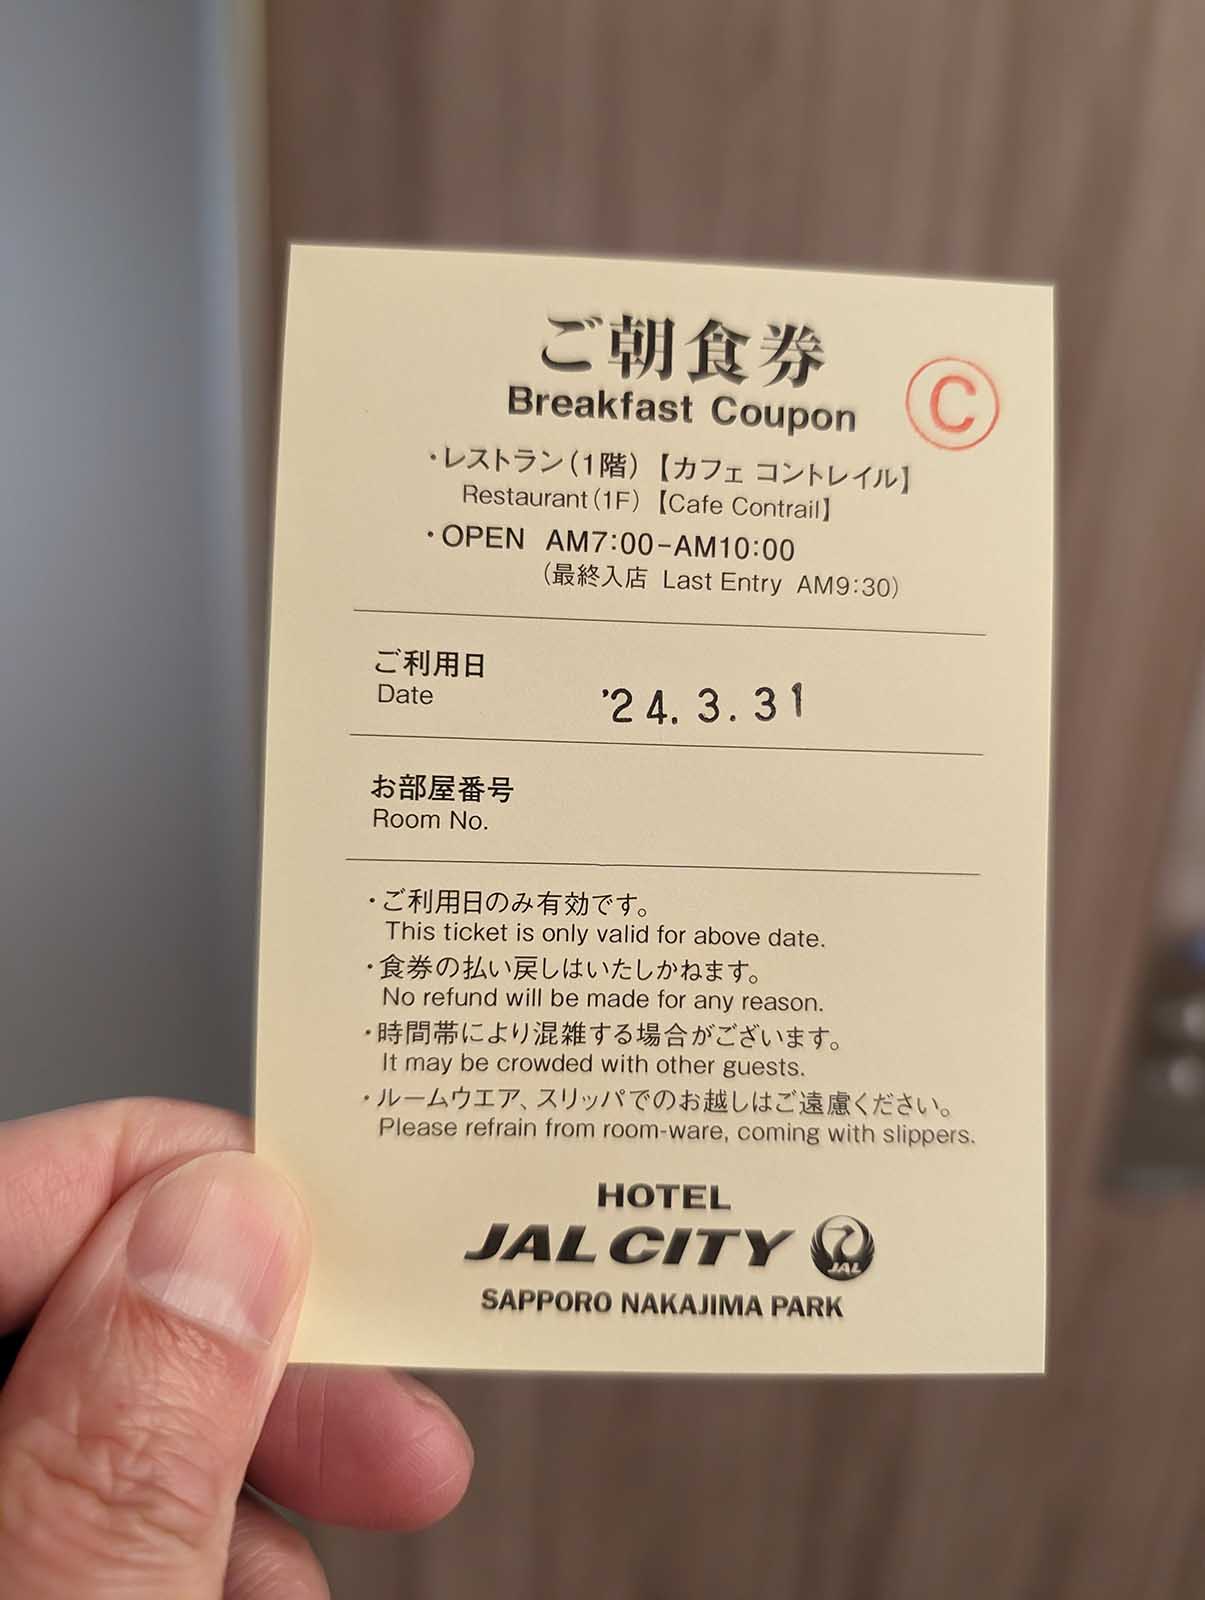 ご朝食券
Breakfast Coupon
C
・レストラン(1階)【カフェ コントレイル】
Restaurant(1F)【Cafe Contrail】
・OPEN AM7:00-AM10:00
(最終入店 Last Entry AM9:30)
ご利用日
Date
'24.3.31
お部屋番号
Room No.
・ご利用日のみ有効です。
This ticket is only valid for above date.
・食券の払い戻しはいたしかねます。
No refund will be made for any reason.
・時間帯により混雑する場合がございます。
It may be crowded with other guests.
・ルームウエア、スリッパでのお越しはご遠慮ください。
Please refrain from room-ware, coming with slippers.
HOTEL
JAL CITY
JAL
SAPPORO NAKAJIMA PARK